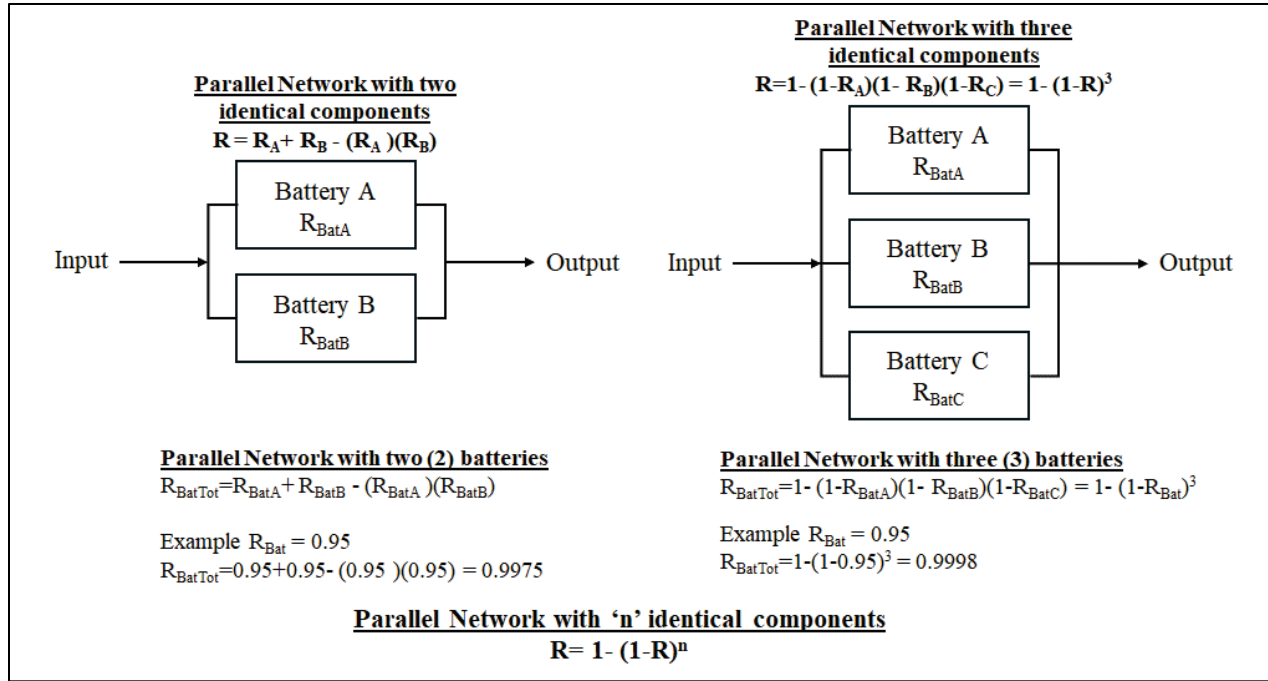 Parallel Network with two
identical components
R = R_A + R_B - (R_A )(R_B)
Battery A
R_BatA
Input
Output
Battery B
R_BatB
Parallel Network with two (2) batteries
R_BatTot=R_BatA+ R_BatB - (R_BatA )(R_BatB)
Example R_Bat = 0.95
R_BatTot=0.95+0.95- (0.95 )(0.95) = 0.9975
Parallel Network with three
identical components
R=1- (1-R_A)(1- R_B)(1-R_C) = 1- (1-R)³
Battery A
R_BatA
Input
Battery B
R_BatB
Output
Battery C
R_BatC
Parallel Network with three (3) batteries
R_BatTot=1- (1-R_BatA)(1- R_BatB)(1-R_BatC) = 1- (1-R_Bat)³
Example R_Bat = 0.95
R_BatTot=1-(1-0.95)³ = 0.9998
Parallel Network with ‘n’ identical components
R= 1- (1-R)ⁿ